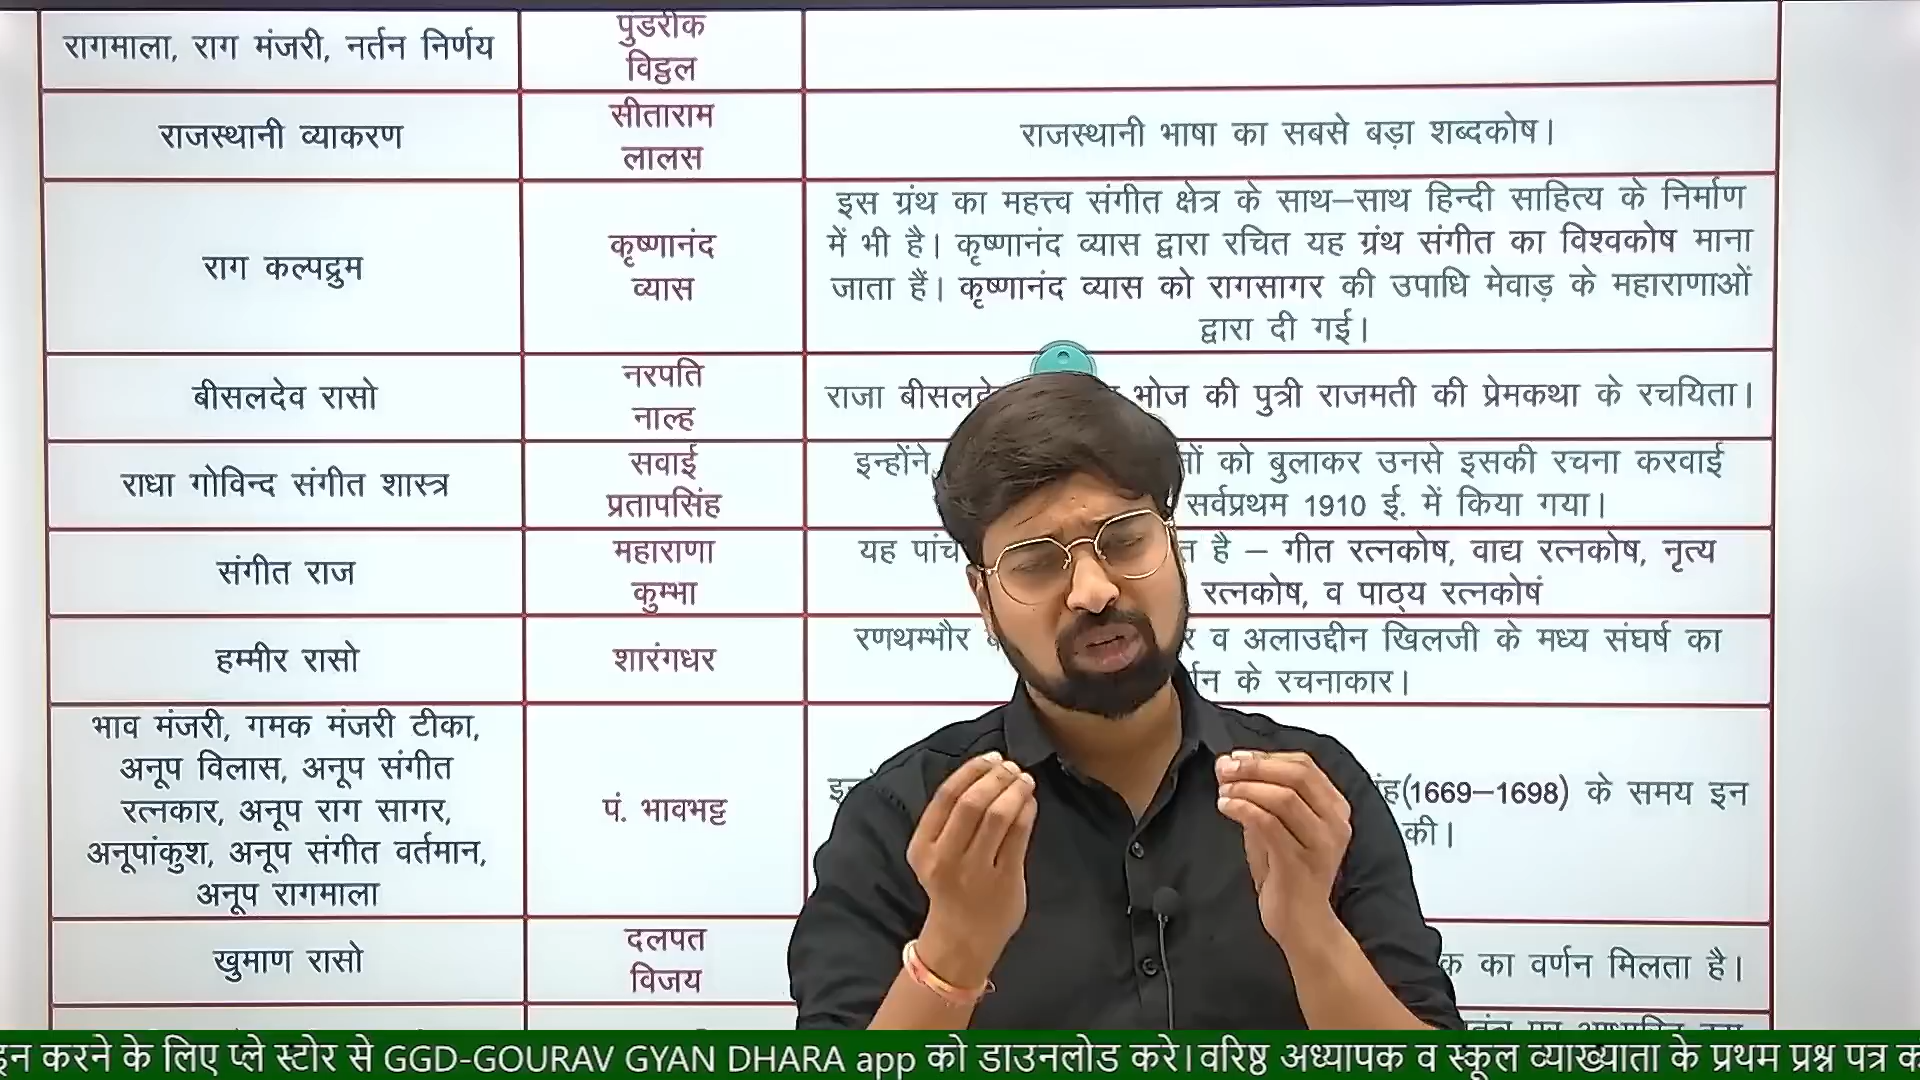 रागमाला, राग मंजरी, नर्तन निर्णय
पुंडरीक
विट्ठल
राजस्थानी व्याकरण
सीताराम
लालस
राजस्थानी भाषा का सबसे बड़ा शब्दकोष।
राग कल्पद्रुम
कृष्णानंद
व्यास
इस ग्रंथ का महत्त्व संगीत क्षेत्र के साथ–साथ हिन्दी साहित्य के निर्माण
में भी है। कृष्णानंद व्यास द्वारा रचित यह ग्रंथ संगीत का विश्वकोष माना
जाता हैं। कृष्णानंद व्यास को रागसागर की उपाधि मेवाड़ के महाराणाओं
द्वारा दी गई।
बीसलदेव रासो
नरपति
नाल्ह
राजा भोज की पुत्री राजमती की प्रेमकथा के रचयिता।
राधा गोविन्द संगीत शास्त्र
सवाई
प्रतापसिंह
इन्होंने को बुलाकर उनसे इसकी रचना करवाई
सर्वप्रथम 1910 ई. में किया गया।
संगीत राज
महाराणा
कुम्भा
यह पांच है – गीत रत्नकोष, वाद्य रत्नकोष, नृत्य
रत्नकोष, व पाठ्य रत्नकोषं
हम्मीर रासो
शारंगधर
रणथम्भौर व अलाउद्दीन खिलजी के मध्य संघर्ष का
के रचनाकार।
भाव मंजरी, गमक मंजरी टीका,
अनूप विलास, अनूप संगीत
रत्नकार, अनूप राग सागर,
अनूपांकुश, अनूप संगीत वर्तमान,
अनूप रागमाला
पं. भावभट्ट
(1669–1698) के समय इन
की।
खुमाण रासो
दलपत
विजय
का वर्णन मिलता है।
करने के लिए प्ले स्टोर से GGD-GOURAV GYAN DHARA app को डाउनलोड करे।वरिष्ठ अध्यापक व स्कूल व्याख्याता के प्रथम प्रश्न पत्र